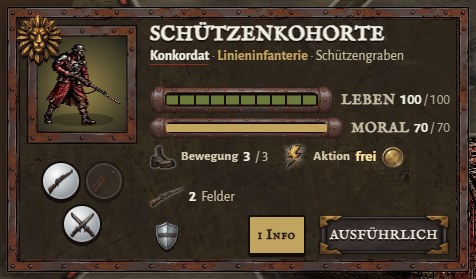 SCHÜTZENKOHORTE
Konkordat · Linieninfanterie · Schützengraben
LEBEN 100/100
MORAL 70/70
Bewegung 3/3 Aktion frei
2 Felder
1 INFO
AUSFÜHRLICH